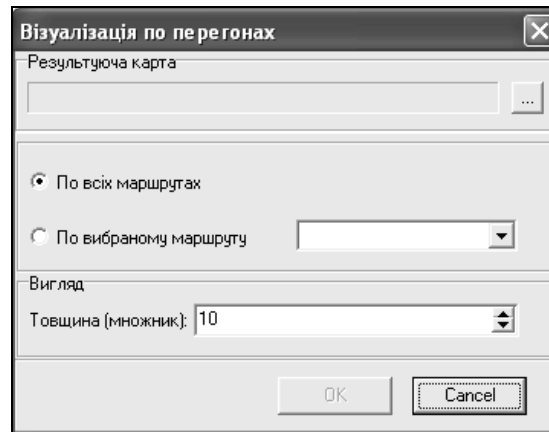 Візуалізація по перегонах
Результуюча карта
...
По всіх маршрутах
По вибраному маршруту
Вигляд
Товщина (множник): 10
OK Cancel